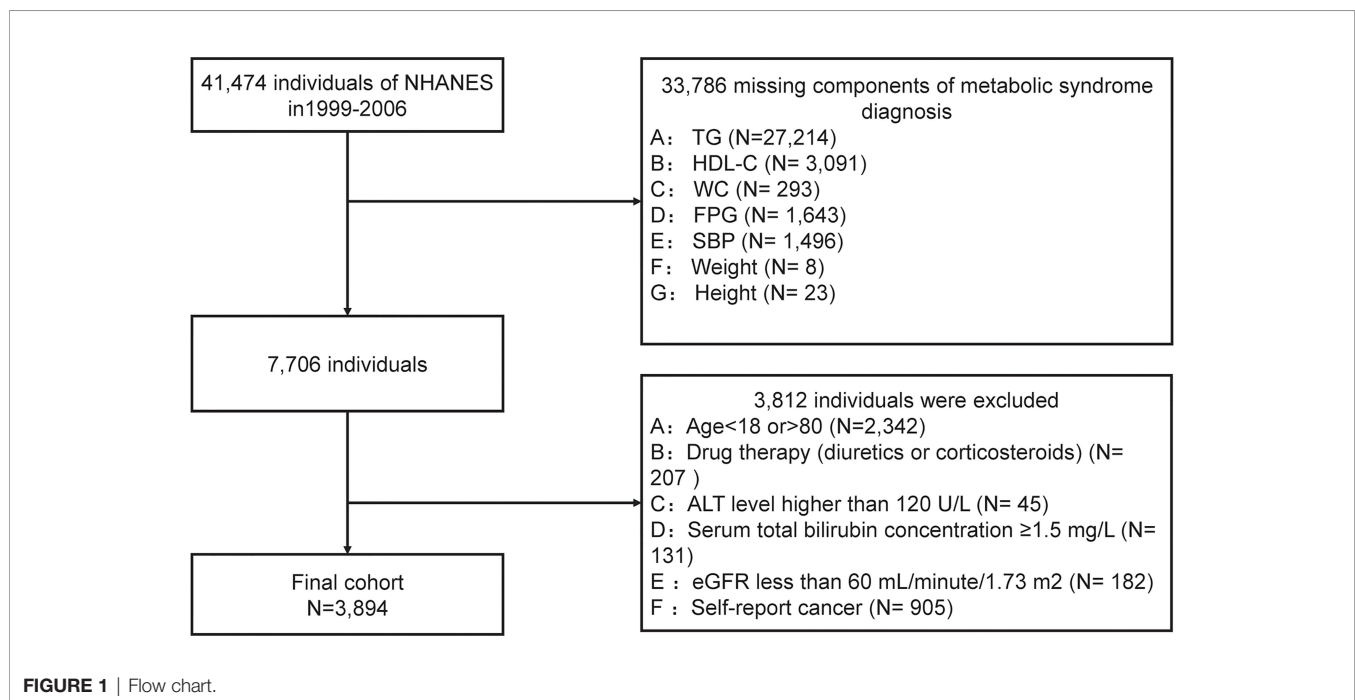 41,474 individuals of NHANES
in1999-2006
33,786 missing components of metabolic syndrome
diagnosis
A： TG (N=27,214)
B： HDL-C (N= 3,091)
C： WC (N= 293)
D： FPG (N= 1,643)
E： SBP (N= 1,496)
F： Weight (N= 8)
G： Height (N= 23)
7,706 individuals
3,812 individuals were excluded
A：Age<18 or>80 (N=2,342)
B：Drug therapy (diuretics or corticosteroids) (N=
207 )
C：ALT level higher than 120 U/L (N= 45)
D：Serum total bilirubin concentration ≥1.5 mg/L (N=
131)
E ：eGFR less than 60 mL/minute/1.73 m2 (N= 182)
F ：Self-report cancer (N= 905)
Final cohort
N=3,894
FIGURE 1 | Flow chart.